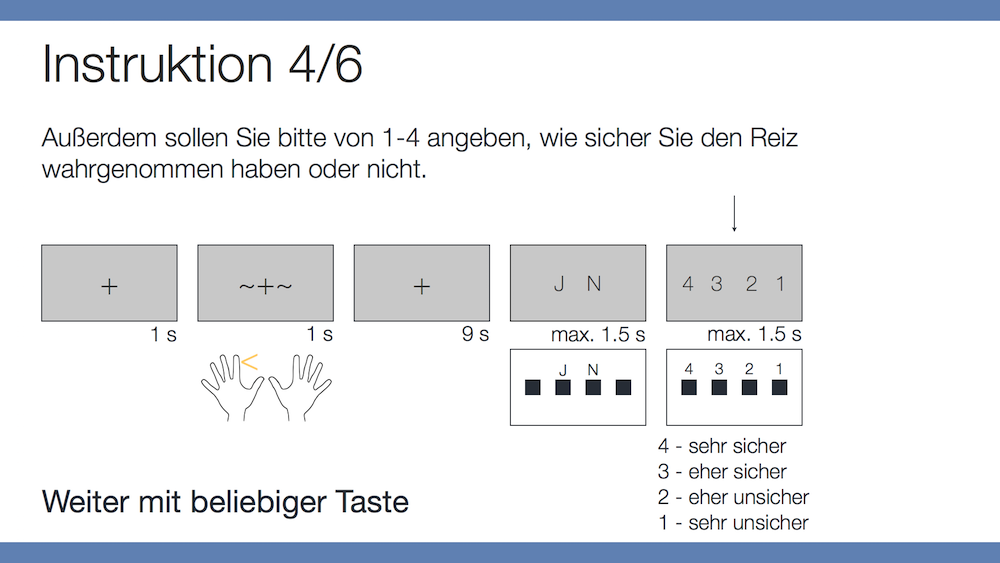 Instruktion 4/6
Außerdem sollen Sie bitte von 1-4 angeben, wie sicher Sie den Reiz
wahrgenommen haben oder nicht.
+
~+~
+
J N
4 3 2 1
1 s
1 s
9 s
max. 1.5 s
max. 1.5 s
J N
4 3 2 1
4 - sehr sicher
3 - eher sicher
2 - eher unsicher
1 - sehr unsicher
Weiter mit beliebiger Taste